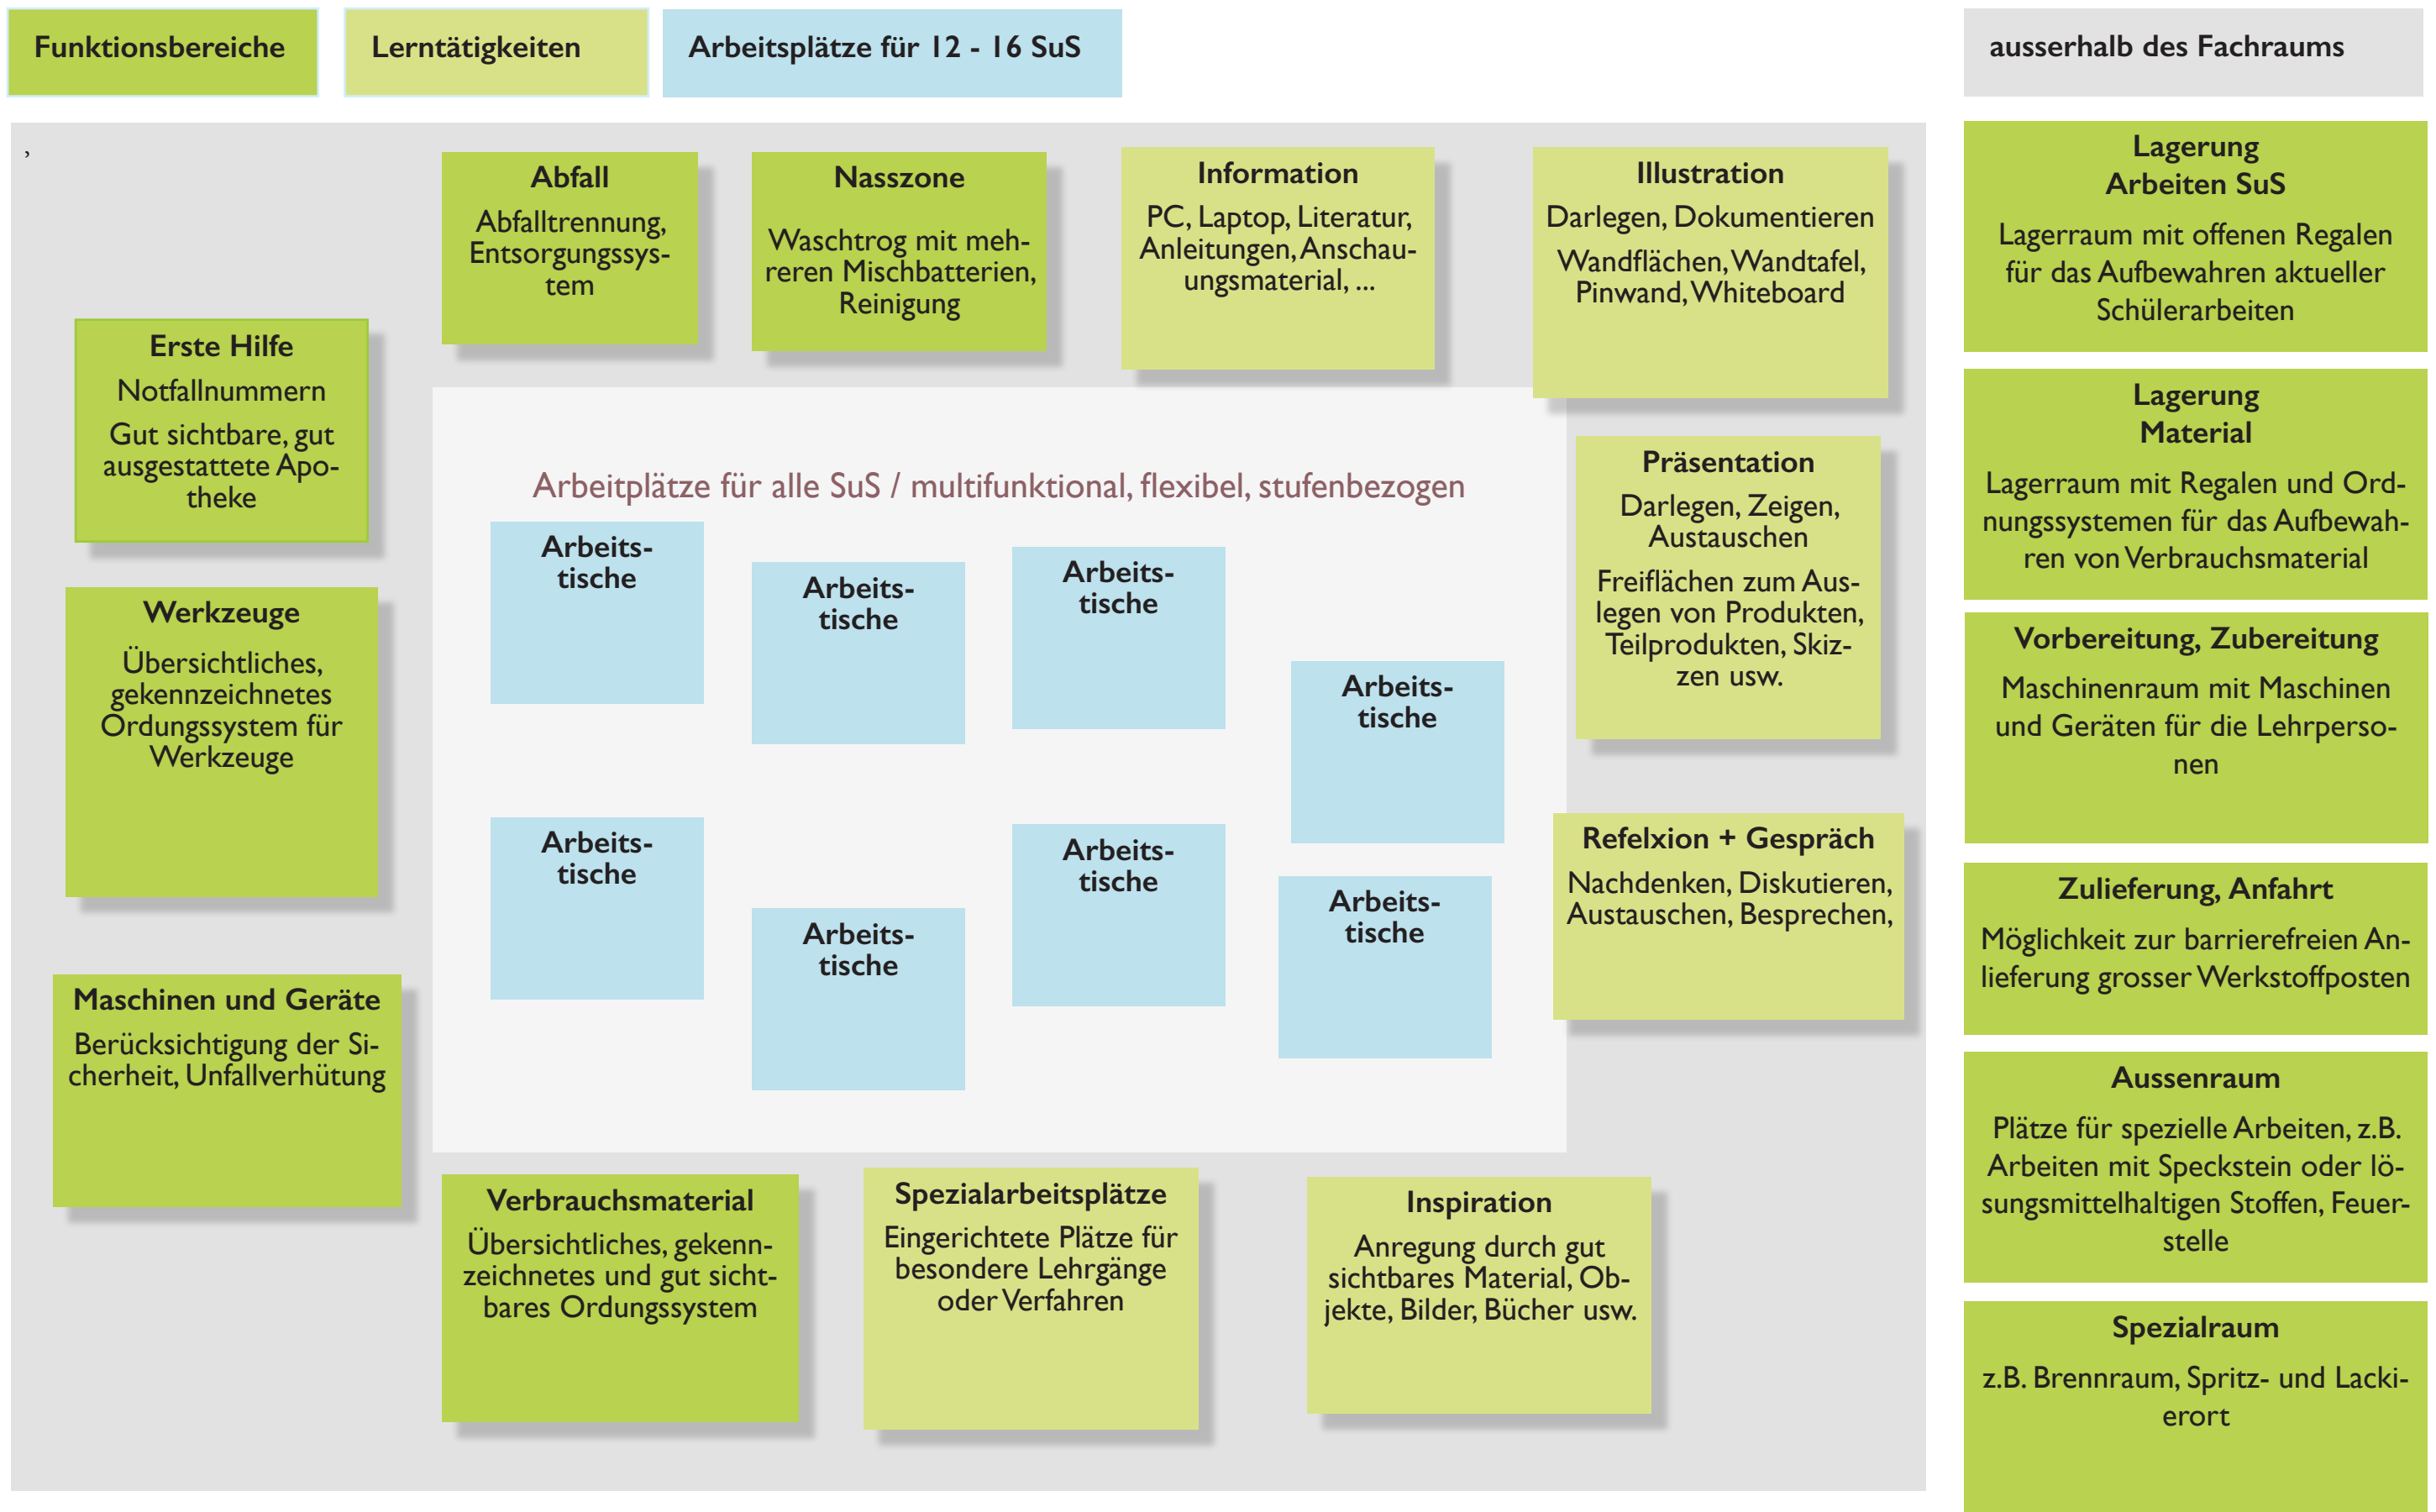 Funktionsbereiche
Lerntätigkeiten
Arbeitsplätze für 12 - 16 SuS
ausserhalb des Fachraums
,
Abfall
Abfalltrennung,
Entsorgungssys-
tem
Nasszone
Waschtrog mit meh-
reren Mischbatterien,
Reinigung
Information
PC, Laptop, Literatur,
Anleitungen, Anschau-
ungsmaterial, ...
Illustration
Darlegen, Dokumentieren
Wandflächen, Wandtafel,
Pinwand, Whiteboard
Erste Hilfe
Notfallnummern
Gut sichtbare, gut
ausgestattete Apo-
theke
Werkzeuge
Übersichtliches,
gekennzeichnetes
Ordungssystem für
Werkzeuge
Maschinen und Geräte
Berücksichtigung der Si-
cherheit, Unfallverhütung
Arbeitplätze für alle SuS / multifunktional, flexibel, stufenbezogen
Arbeits-
tische
Arbeits-
tische
Arbeits-
tische
Arbeits-
tische
Arbeits-
tische
Arbeits-
tische
Arbeits-
tische
Arbeits-
tische
Präsentation
Darlegen, Zeigen,
Austauschen
Freiflächen zum Aus-
legen von Produkten,
Teilprodukten, Skiz-
zen usw.
Refelxion + Gespräch
Nachdenken, Diskutieren,
Austauschen, Besprechen,
Verbrauchsmaterial
Übersichtliches, gekenn-
zeichnetes und gut sicht-
bares Ordungssystem
Spezialarbeitsplätze
Eingerichtete Plätze für
besondere Lehrgänge
oder Verfahren
Inspiration
Anregung durch gut
sichtbares Material, Ob-
jekte, Bilder, Bücher usw.
Lagerung
Arbeiten SuS
Lagerraum mit offenen Regalen
für das Aufbewahren aktueller
Schülerarbeiten
Lagerung
Material
Lagerraum mit Regalen und Ord-
nungssystemen für das Aufbewah-
ren von Verbrauchsmaterial
Vorbereitung, Zubereitung
Maschinenraum mit Maschinen
und Geräten für die Lehrperso-
nen
Zulieferung, Anfahrt
Möglichkeit zur barrierefreien An-
lieferung grosser Werkstoffposten
Aussenraum
Plätze für spezielle Arbeiten, z.B.
Arbeiten mit Speckstein oder lö-
sungsmittelhaltigen Stoffen, Feuer-
stelle
Spezialraum
z.B. Brennraum, Spritz- und Lacki-
erort